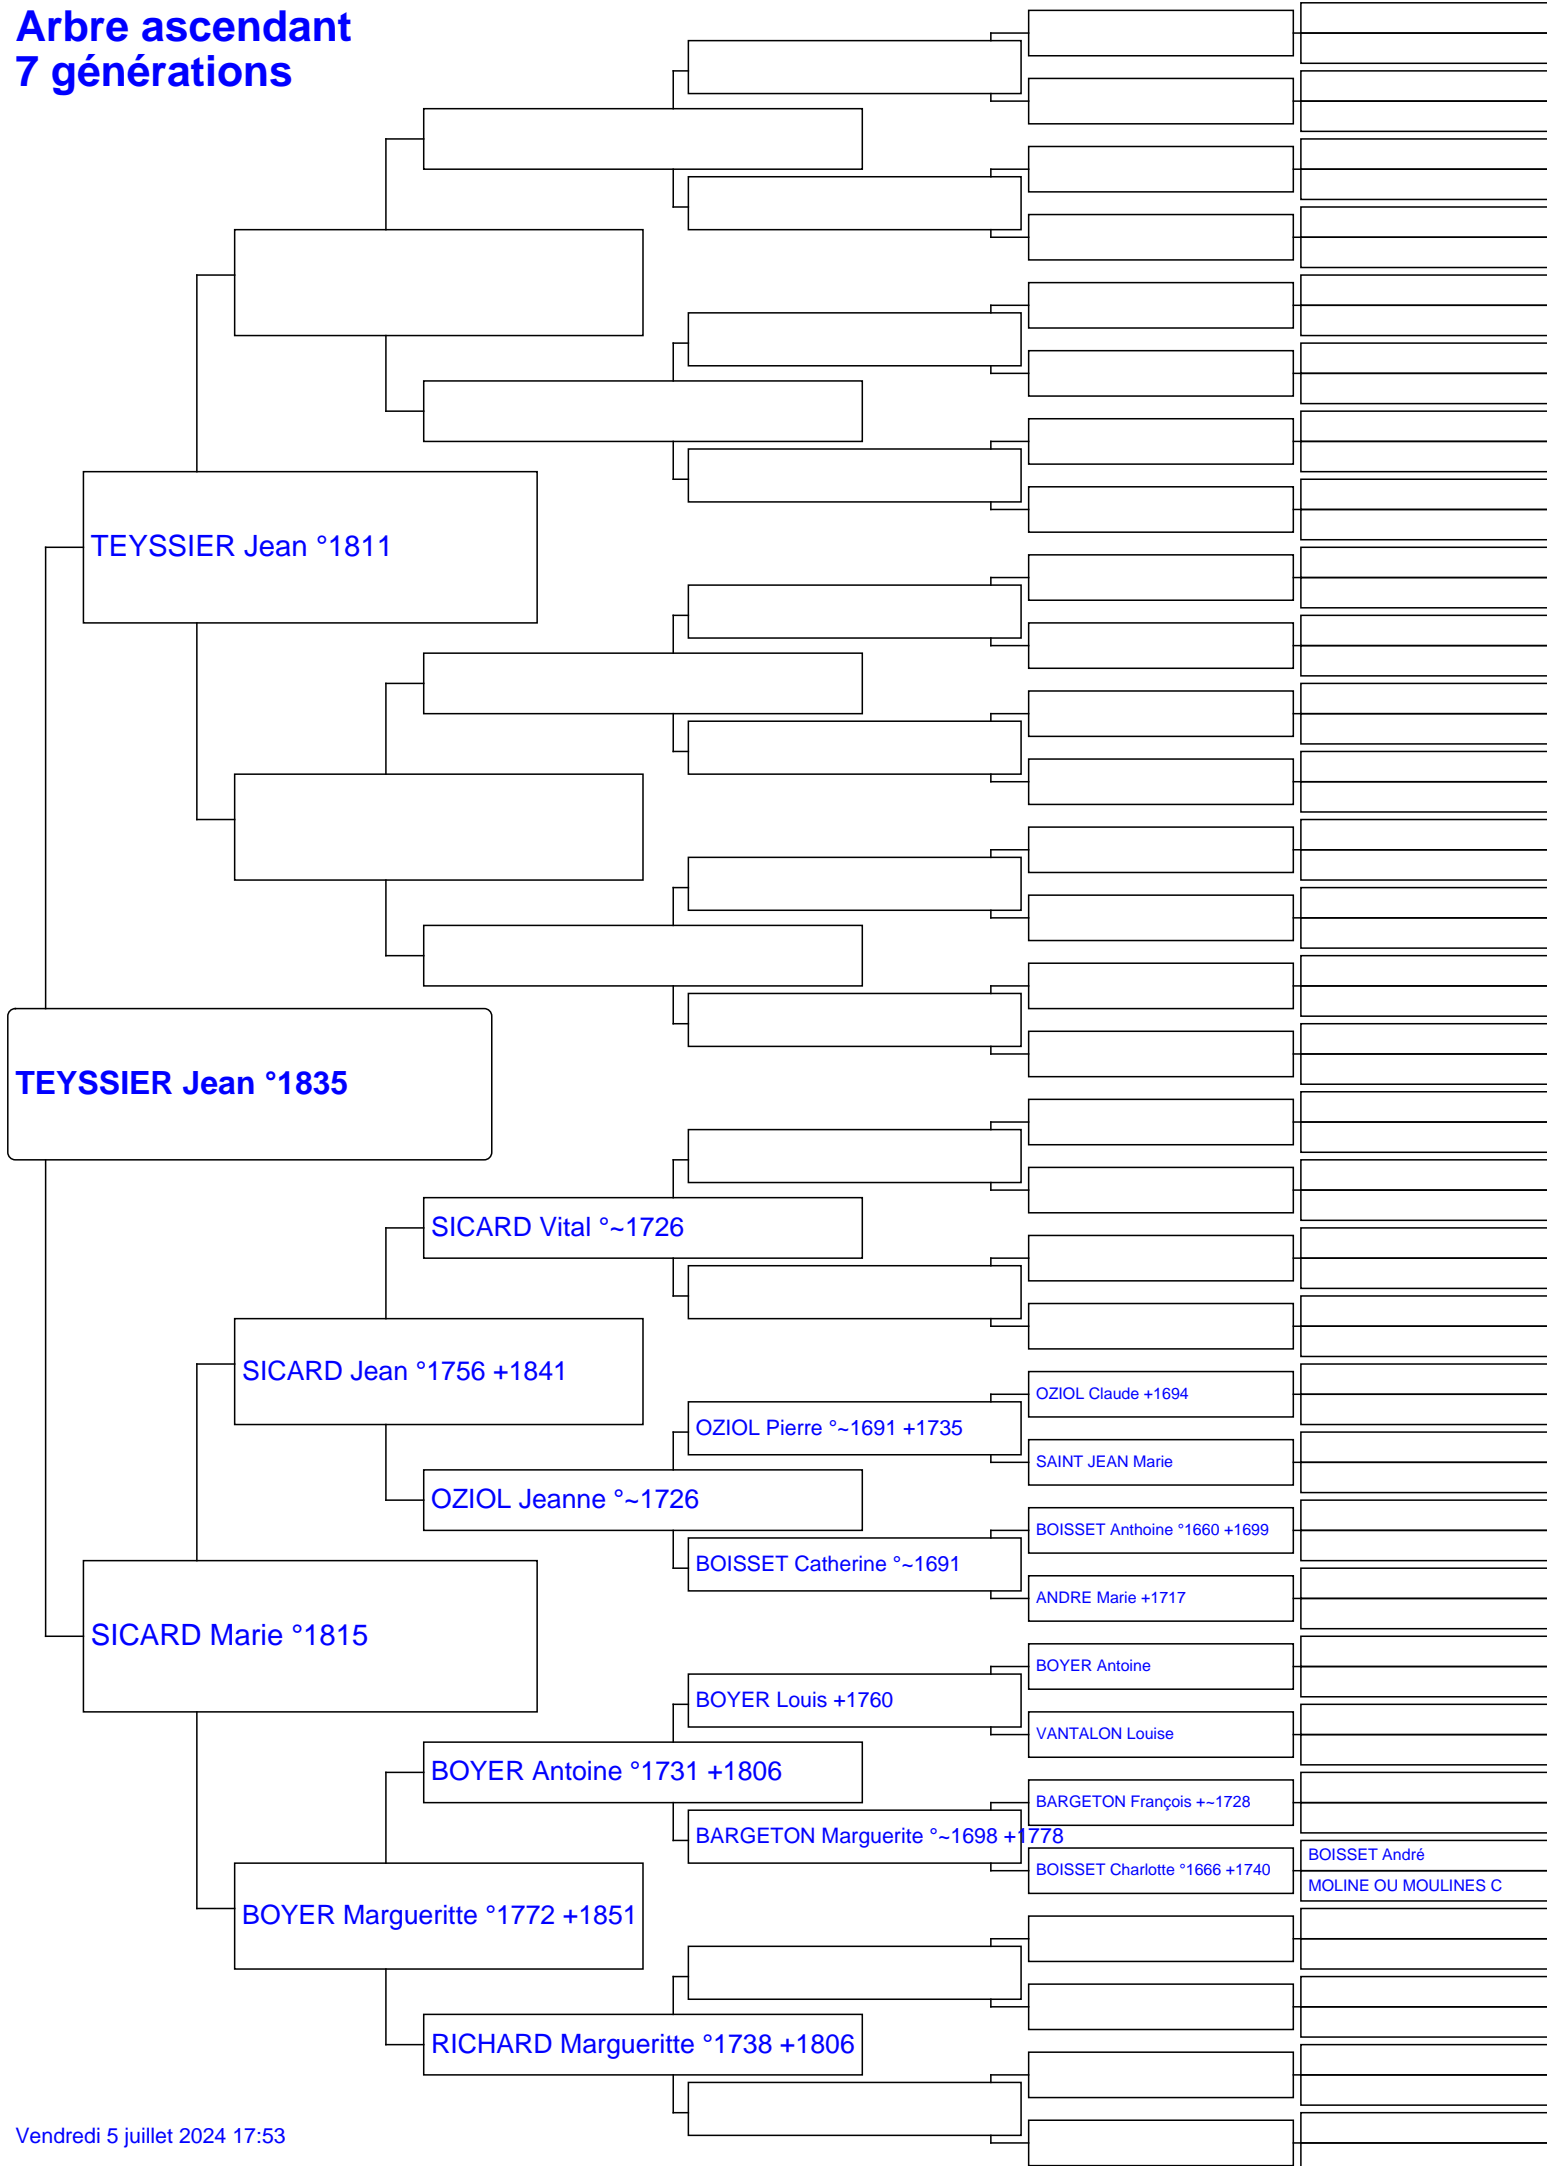 Arbre ascendant
7 générations
TEYSSIER Jean °1811
TEYSSIER Jean °1835
SICARD Vital °~1726
SICARD Jean °1756 +1841
OZIOL Claude +1694
OZIOL Pierre °~1691 +1735
SAINT JEAN Marie
OZIOL Jeanne °~1726
BOISSET Anthoine °1660 +1699
BOISSET Catherine °~1691
ANDRE Marie +1717
SICARD Marie °1815
BOYER Antoine
BOYER Louis +1760
VANTALON Louise
BOYER Antoine °1731 +1806
BARGETON François +~1728
BARGETON Marguerite °~1698 +1778
BOISSET André
BOISSET Charlotte °1666 +1740
MOLINE OU MOULINES C
BOYER Margueritte °1772 +1851
RICHARD Margueritte °1738 +1806
Vendredi 5 juillet 2024 17:53